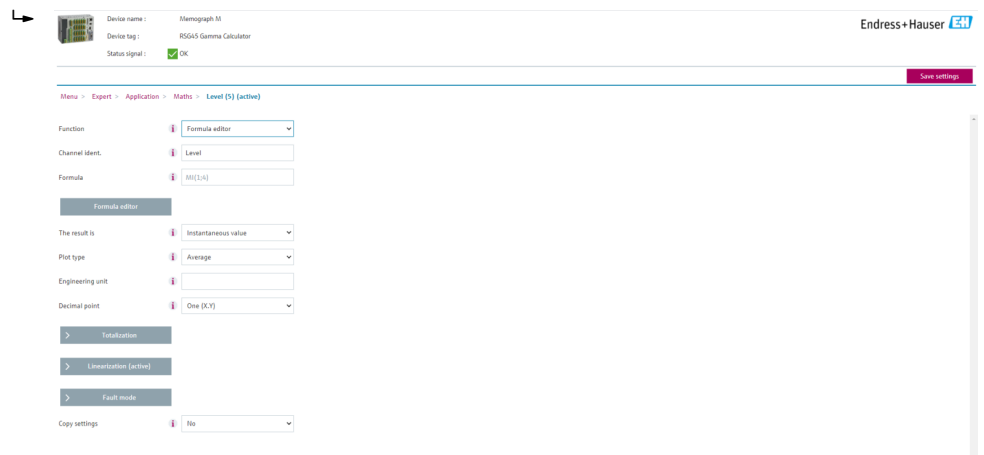 Device name : Memograph M
Endress+Hauser EH
Device tag : RSG45 Gamma Calculator
Status signal : OK
Save settings
Menu > Expert > Application > Maths > Level (5) (active)
Function i Formula editor
Channel ident. i Level
Formula i MI(1;4)
Formula editor
The result is i Instantaneous value
Plot type i Average
Engineering unit i
Decimal point i One (X.Y)
> Totalization
> Linearization (active)
> Fault mode
Copy settings i No